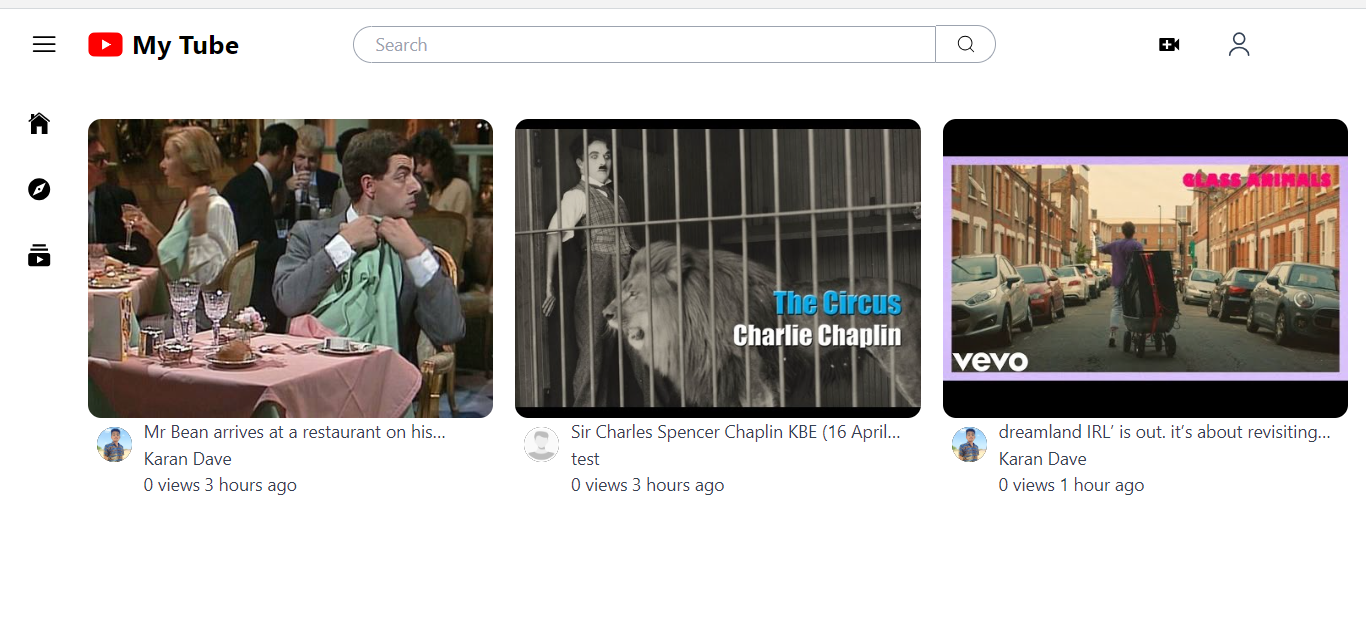 My Tube
Search
The Circus
Charlie Chaplin
GLASS ANIMALS
vevo
Mr Bean arrives at a restaurant on his...
Karan Dave
0 views 3 hours ago
Sir Charles Spencer Chaplin KBE (16 April...
test
0 views 3 hours ago
dreamland IRL’ is out. it’s about revisiting...
Karan Dave
0 views 1 hour ago